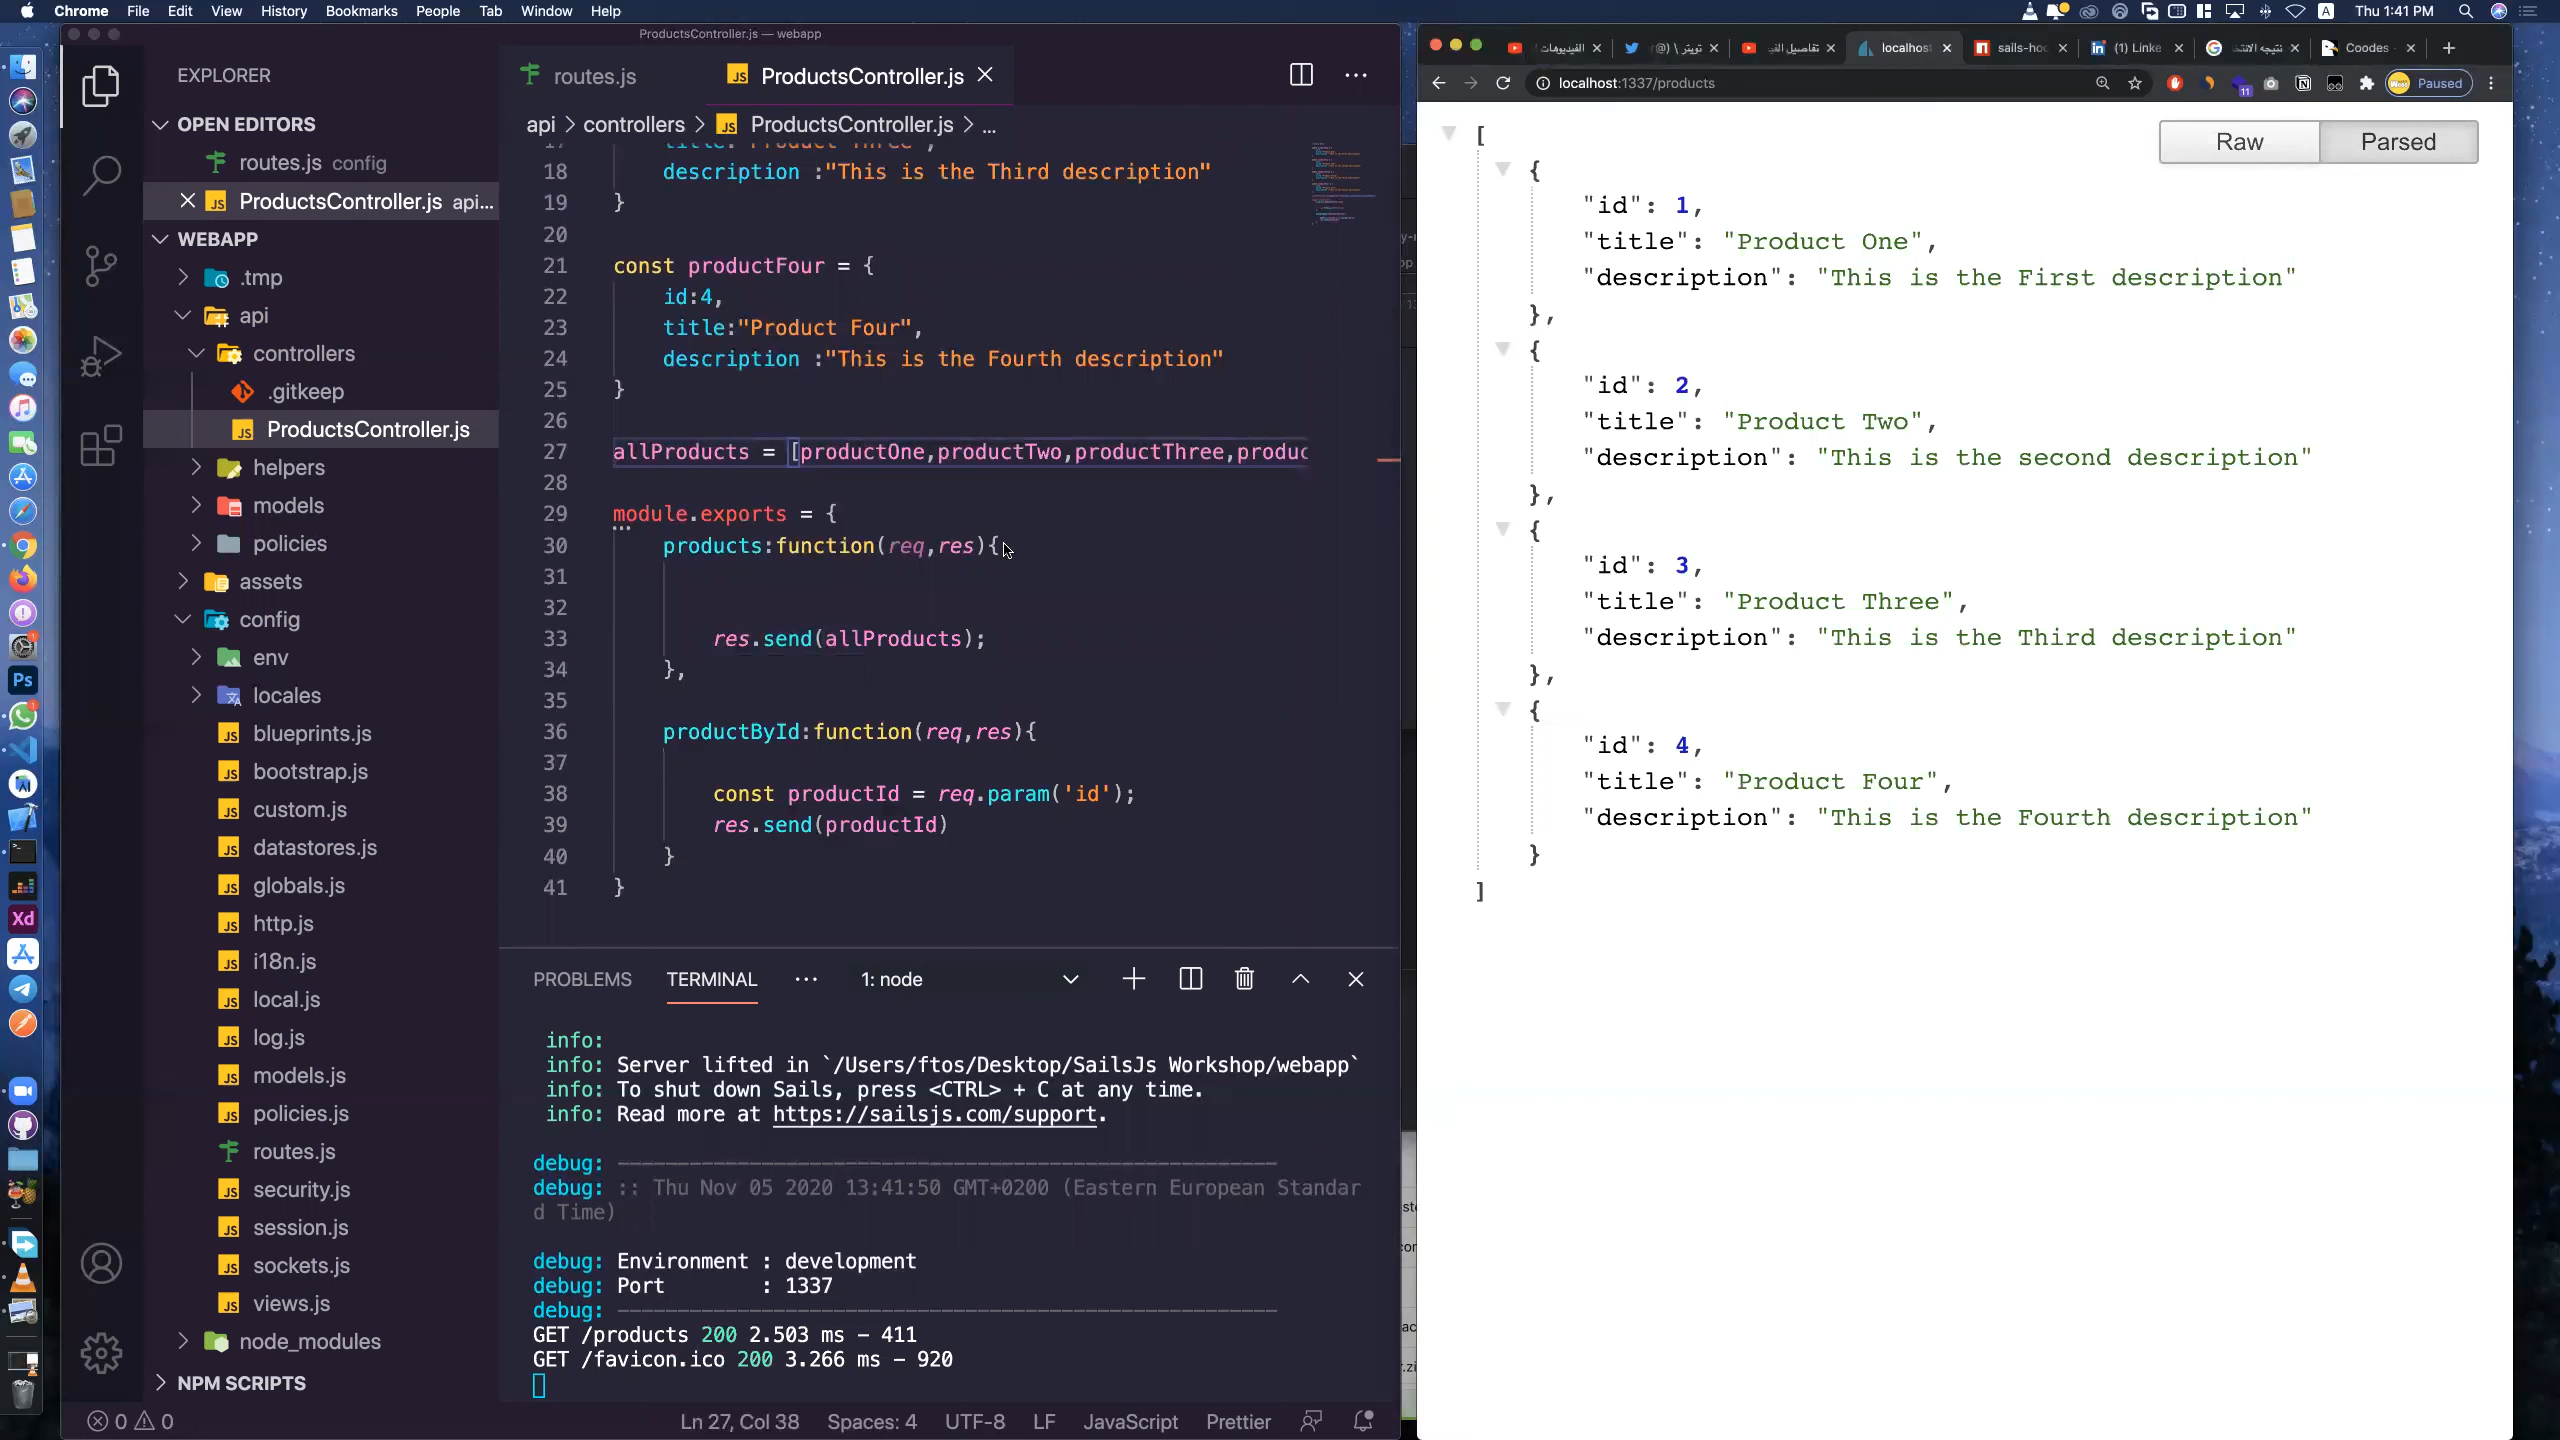 Chrome File Edit View History Bookmarks People Tab Window Help
Thu 1:41 PM
ProductsController.js — webapp
EXPLORER
OPEN EDITORS
routes.js config
ProductsController.js api...
WEBAPP
.tmp
api
controllers
.gitkeep
ProductsController.js
helpers
models
policies
assets
config
env
locales
blueprints.js
bootstrap.js
custom.js
datastores.js
globals.js
http.js
i18n.js
local.js
log.js
models.js
policies.js
routes.js
security.js
session.js
sockets.js
views.js
node_modules
NPM SCRIPTS
routes.js
ProductsController.js
api > controllers > ProductsController.js > ...
17 title:"Product Three",
18 description :"This is the Third description"
19 }
20
21 const productFour = {
22 id:4,
23 title:"Product Four",
24 description :"This is the Fourth description"
25 }
26
27 allProducts = [productOne,productTwo,productThree,produc
28
29 module.exports = {
30 products:function(req,res){
31
32
33 res.send(allProducts);
34 },
35
36 productById:function(req,res){
37
38 const productId = req.param('id');
39 res.send(productId)
40 }
41 }
PROBLEMS TERMINAL ... 1: node
info:
info: Server lifted in `/Users/ftos/Desktop/SailsJs Workshop/webapp`
info: To shut down Sails, press <CTRL> + C at any time.
info: Read more at https://sailsjs.com/support.
debug: -------------------------------------------------------
debug: :: Thu Nov 05 2020 13:41:50 GMT+0200 (Eastern European Standar
d Time)
debug: Environment : development
debug: Port : 1337
debug: -------------------------------------------------------
GET /products 200 2.503 ms - 411
GET /favicon.ico 200 3.266 ms - 920
0 0
Ln 27, Col 38 Spaces: 4 UTF-8 LF JavaScript Prettier
الفيديوهات
تويتر \ (@
localhos
sails-hoo
(1) Linke
Coodes
localhost:1337/products
11
Paused
Raw Parsed
[
{
"id": 1,
"title": "Product One",
"description": "This is the First description"
},
{
"id": 2,
"title": "Product Two",
"description": "This is the second description"
},
{
"id": 3,
"title": "Product Three",
"description": "This is the Third description"
},
{
"id": 4,
"title": "Product Four",
"description": "This is the Fourth description"
}
]
Ps
Xd